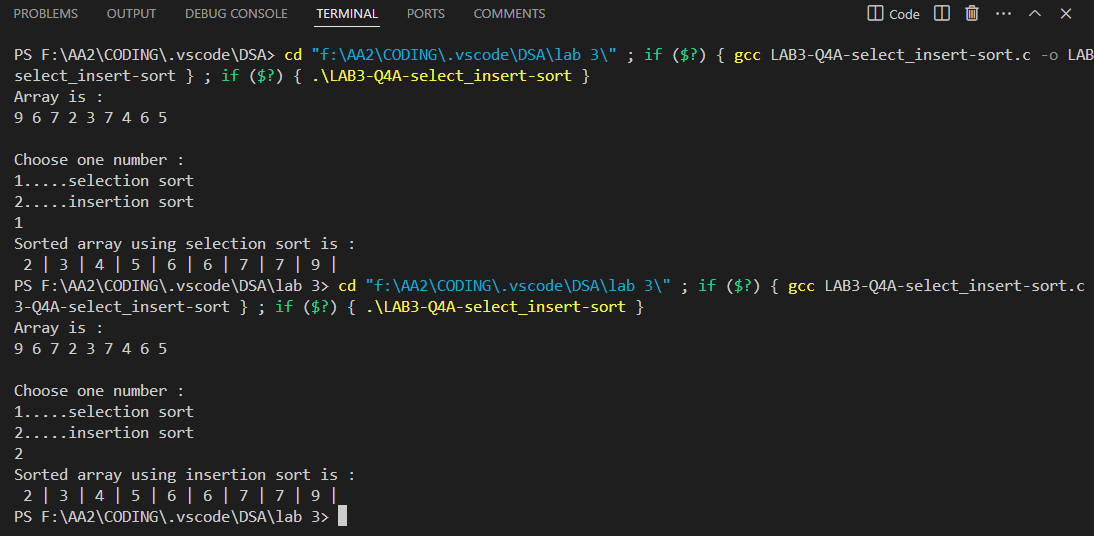 PROBLEMS OUTPUT DEBUG CONSOLE TERMINAL PORTS COMMENTS Code
PS F:\AA2\CODING\.vscode\DSA> cd "f:\AA2\CODING\.vscode\DSA\lab 3\" ; if ($?) { gcc LAB3-Q4A-select_insert-sort.c -o LAB
select_insert-sort } ; if ($?) { .\LAB3-Q4A-select_insert-sort }
Array is :
9 6 7 2 3 7 4 6 5
Choose one number :
1.....selection sort
2.....insertion sort
1
Sorted array using selection sort is :
2 | 3 | 4 | 5 | 6 | 6 | 7 | 7 | 9 |
PS F:\AA2\CODING\.vscode\DSA\lab 3> cd "f:\AA2\CODING\.vscode\DSA\lab 3\" ; if ($?) { gcc LAB3-Q4A-select_insert-sort.c
3-Q4A-select_insert-sort } ; if ($?) { .\LAB3-Q4A-select_insert-sort }
Array is :
9 6 7 2 3 7 4 6 5
Choose one number :
1.....selection sort
2.....insertion sort
2
Sorted array using insertion sort is :
2 | 3 | 4 | 5 | 6 | 6 | 7 | 7 | 9 |
PS F:\AA2\CODING\.vscode\DSA\lab 3>